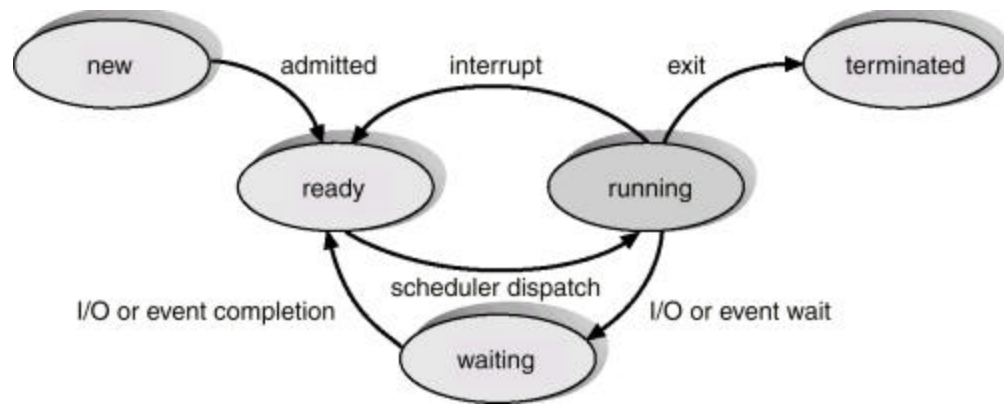 new
admitted
interrupt
exit
terminated
ready
running
scheduler dispatch
I/O or event completion
I/O or event wait
waiting